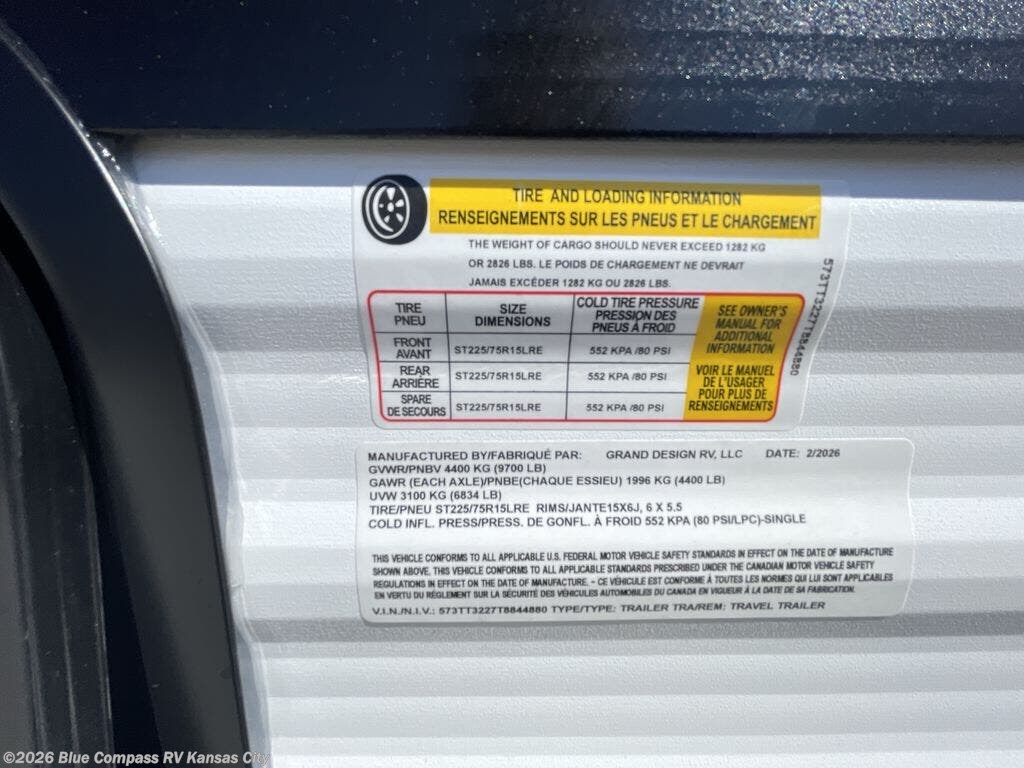 TIRE AND LOADING INFORMATION
RENSEIGNEMENTS SUR LES PNEUS ET LE CHARGEMENT
THE WEIGHT OF CARGO SHOULD NEVER EXCEED 1282 KG
OR 2826 LBS. LE POIDS DE CHARGEMENT NE DEVRAIT
JAMAIS EXCÉDER 1282 KG OU 2826 LBS.
TIRE PNEU SIZE DIMENSIONS COLD TIRE PRESSURE PRESSION DES PNEUS À FROID
FRONT AVANT ST225/75R15LRE 552 KPA /80 PSI
REAR ARRIÈRE ST225/75R15LRE 552 KPA /80 PSI
SPARE DE SECOURS ST225/75R15LRE 552 KPA /80 PSI
SEE OWNER'S
MANUAL FOR
ADDITIONAL
INFORMATION
VOIR LE MANUEL
DE L'USAGER
POUR PLUS DE
RENSEIGNEMENTS
573TT3227T8844880
MANUFACTURED BY/FABRIQUÉ PAR: GRAND DESIGN RV, LLC DATE: 2/2026
GVWR/PNBV 4400 KG (9700 LB)
GAWR (EACH AXLE)/PNBE(CHAQUE ESSIEU) 1996 KG (4400 LB)
UVW 3100 KG (6834 LB)
TIRE/PNEU ST225/75R15LRE RIMS/JANTE15X6J, 6 X 5.5
COLD INFL. PRESS/PRESS. DE GONFL. À FROID 552 KPA (80 PSI/LPC)-SINGLE
THIS VEHICLE CONFORMS TO ALL APPLICABLE U.S. FEDERAL MOTOR VEHICLE SAFETY STANDARDS IN EFFECT ON THE DATE OF MANUFACTURE
SHOWN ABOVE. THIS VEHICLE CONFORMS TO ALL APPLICABLE STANDARDS PRESCRIBED UNDER THE CANADIAN MOTOR VEHICLE SAFETY
REGULATIONS IN EFFECT ON THE DATE OF MANUFACTURE. - CE VÉHICULE EST CONFORME À TOUTES LES NORMES QUI LUI SONT APPLICABLES
EN VERTU DU RÈGLEMENT SUR LA SÉCURITÉ DES VÉHICULES AUTOMOBILES DU CANADA EN VIGUEUR À LA DATE DE SA FABRICATION.
V.I.N./N.I.V.: 573TT3227T8844880 TYPE/TYPE: TRAILER TRA/REM: TRAVEL TRAILER
©2026 Blue Compass RV Kansas City